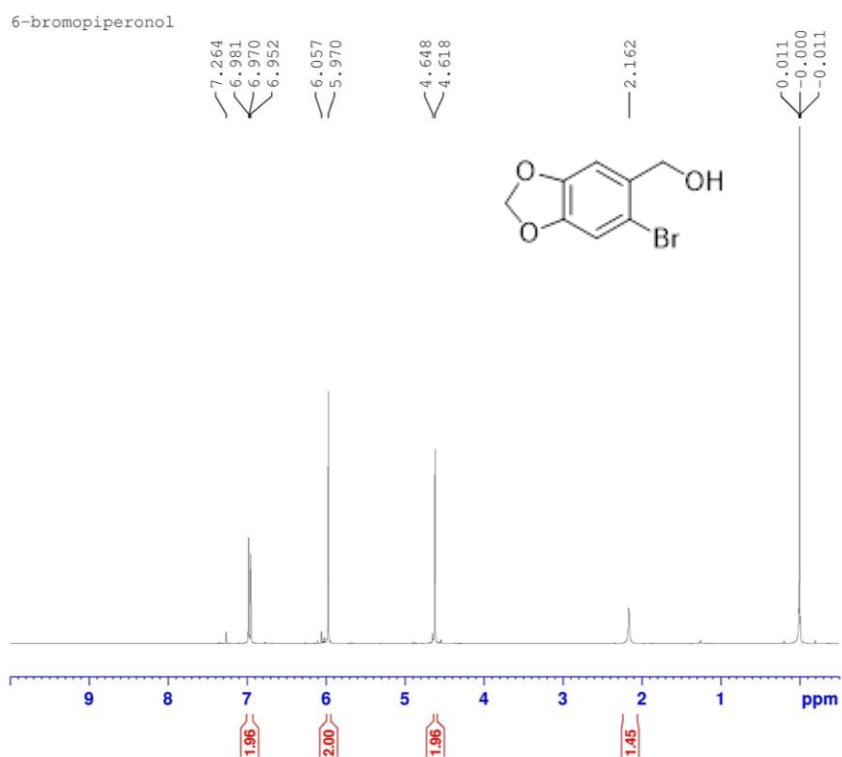 6-bromopiperonol
7.264
6.981
6.970
6.952
6.057
5.970
4.648
4.618
2.162
0.011
-0.000
-0.011
O
O
OH
Br
9 8 7 6 5 4 3 2 1 ppm
1.96
2.00
1.96
1.45